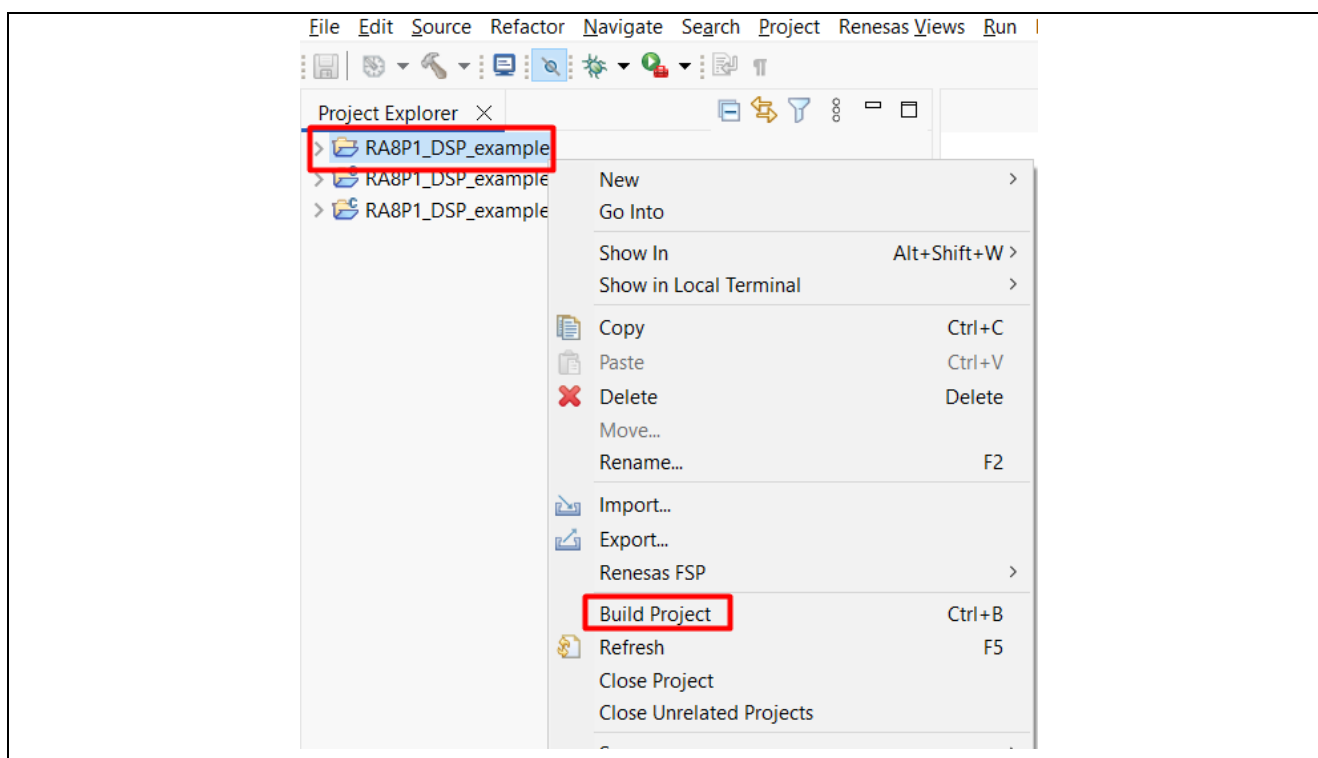 File Edit Source Refactor Navigate Search Project Renesas Views Run
Project Explorer
RA8P1_DSP_example
RA8P1_DSP_example
RA8P1_DSP_example
New
Go Into
Show In Alt+Shift+W
Show in Local Terminal
Copy Ctrl+C
Paste Ctrl+V
Delete Delete
Move...
Rename... F2
Import...
Export...
Renesas FSP
Build Project Ctrl+B
Refresh F5
Close Project
Close Unrelated Projects